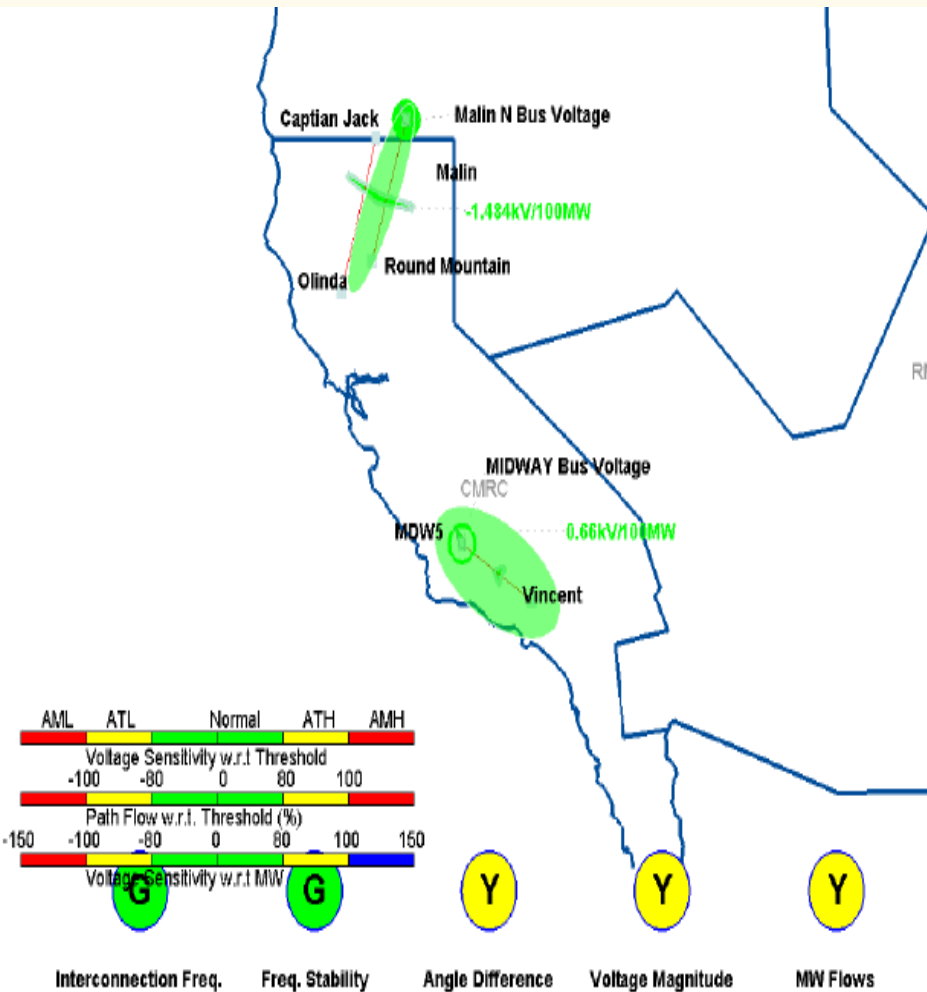 Captian Jack
Malin N Bus Voltage
Malin
-1.484kV/100MW
Round Mountain
Olinda
MIDWAY Bus Voltage
CMRC
MDW5
0.66kV/100MW
Vincent
AML ATL Normal ATH AMH
Voltage Sensitivity w.r.t Threshold
-100 -80 0 80 100
Path Flow w.r.t. Threshold (%)
-150 -100 -80 0 80 100 150
Voltage Sensitivity w.r.t MW
G G Y Y Y
Interconnection Freq. Freq. Stability Angle Difference Voltage Magnitude MW Flows